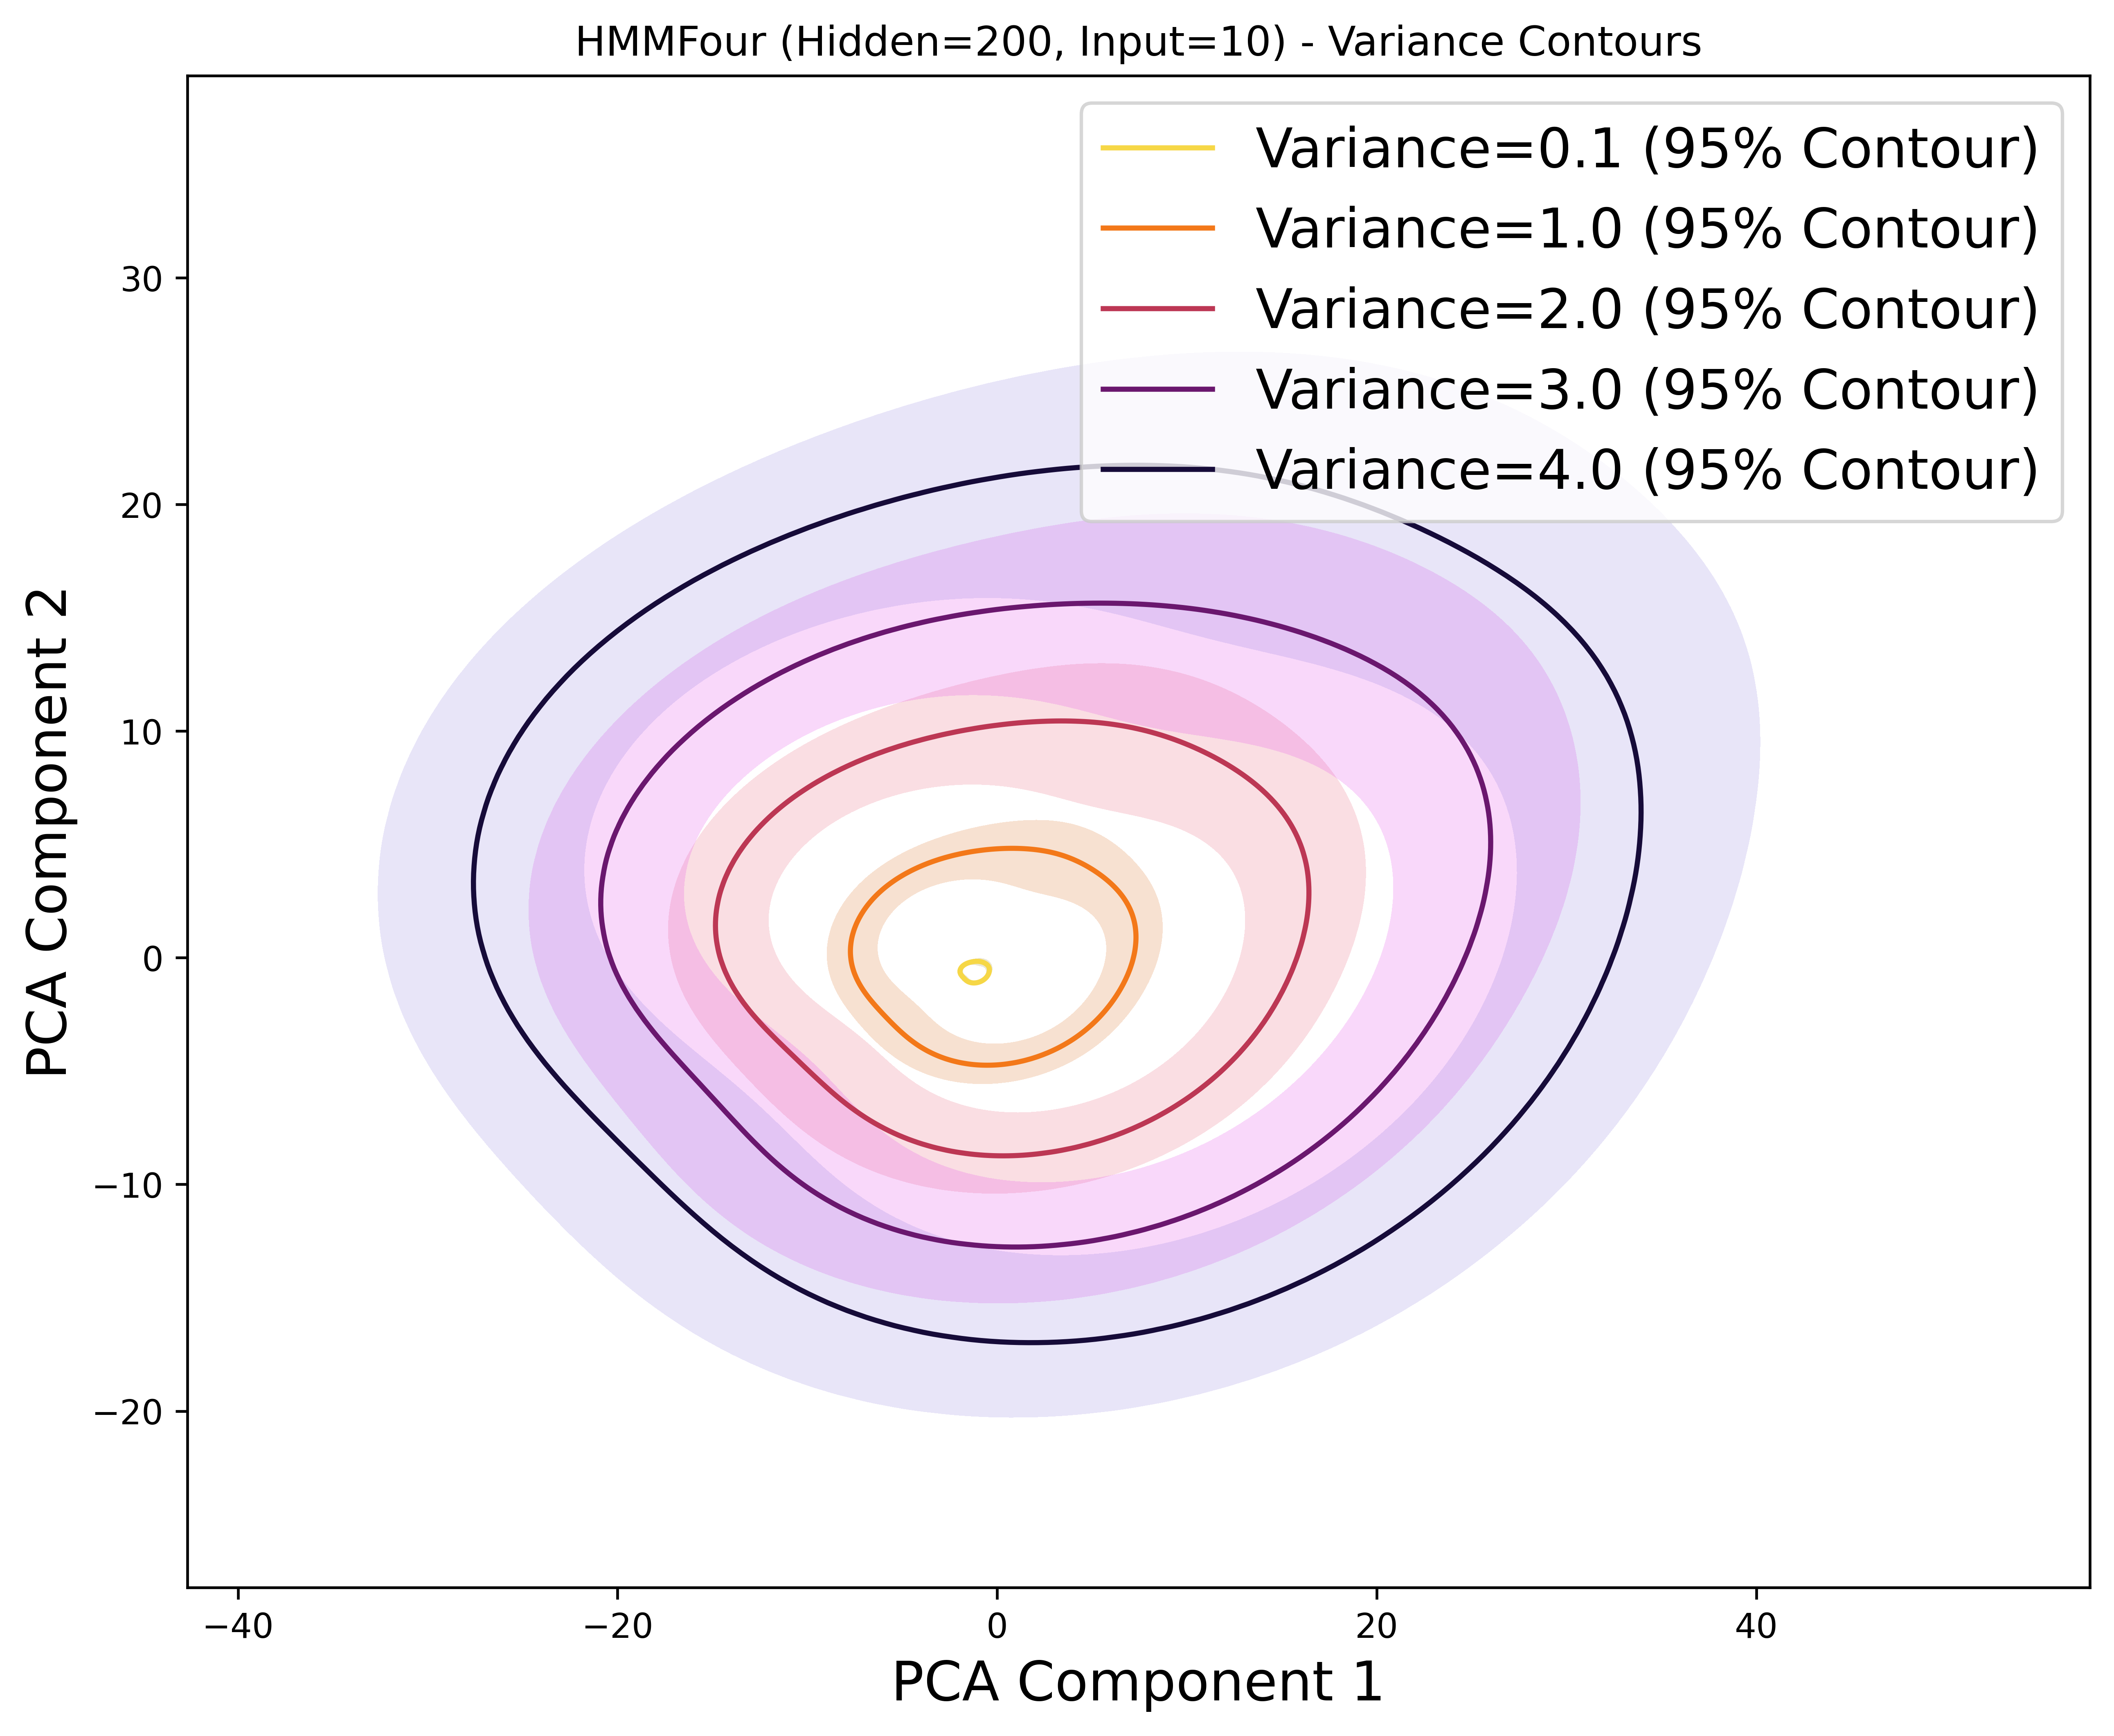 HMMFour (Hidden=200, Input=10) - Variance Contours
Variance=0.1 (95% Contour)
Variance=1.0 (95% Contour)
Variance=2.0 (95% Contour)
Variance=3.0 (95% Contour)
Variance=4.0 (95% Contour)
PCA Component 2
30
20
10
0
−10
−20
−40
−20
0
20
40
PCA Component 1